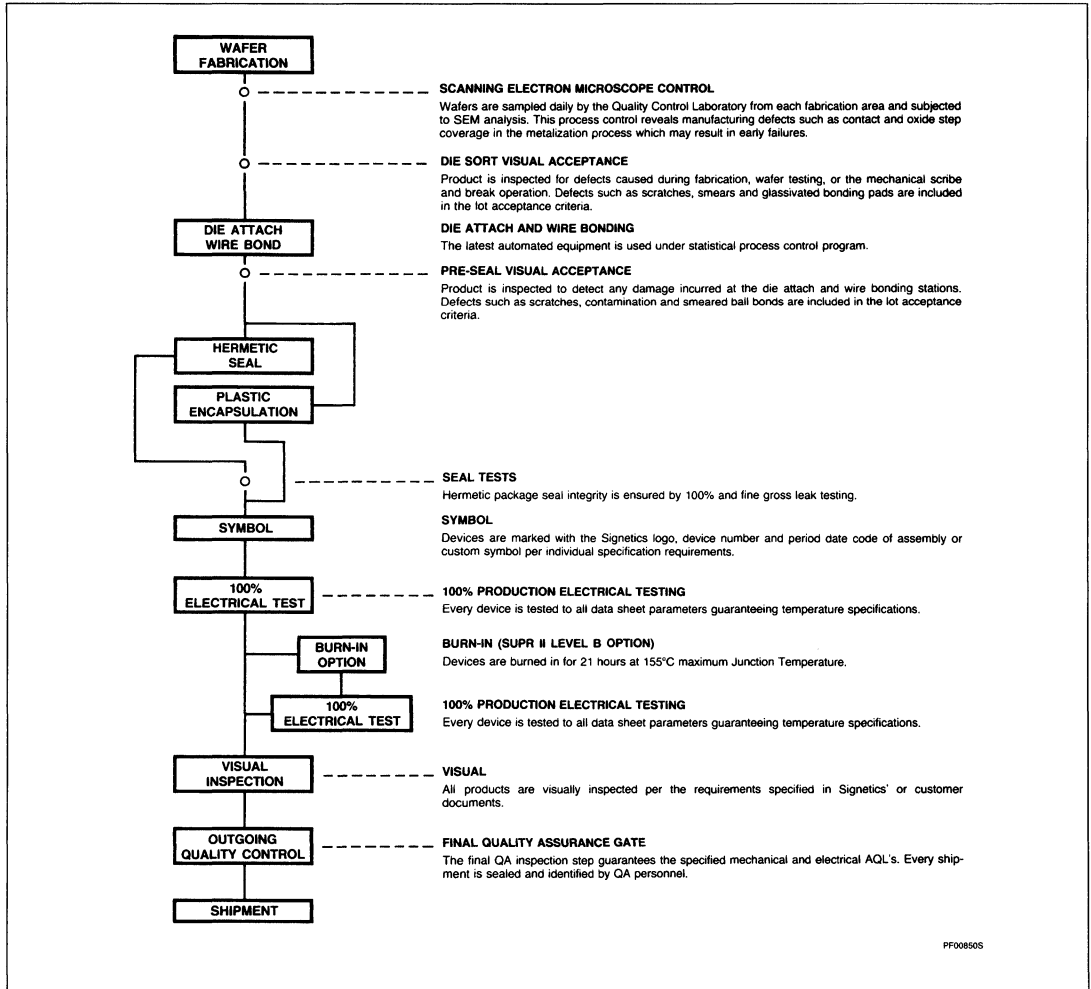 WAFER
FABRICATION
SCANNING ELECTRON MICROSCOPE CONTROL
Wafers are sampled daily by the Quality Control Laboratory from each fabrication area and subjected
to SEM analysis. This process control reveals manufacturing defects such as contact and oxide step
coverage in the metalization process which may result in early failures.
DIE SORT VISUAL ACCEPTANCE
Product is inspected for defects caused during fabrication, wafer testing, or the mechanical scribe
and break operation. Defects such as scratches, smears and glassivated bonding pads are included
in the lot acceptance criteria.
DIE ATTACH
WIRE BOND
DIE ATTACH AND WIRE BONDING
The latest automated equipment is used under statistical process control program.
PRE-SEAL VISUAL ACCEPTANCE
Product is inspected to detect any damage incurred at the die attach and wire bonding stations.
Defects such as scratches, contamination and smeared ball bonds are included in the lot acceptance
criteria.
HERMETIC
SEAL
PLASTIC
ENCAPSULATION
SEAL TESTS
Hermetic package seal integrity is ensured by 100% and fine gross leak testing.
SYMBOL
SYMBOL
Devices are marked with the Signetics logo, device number and period date code of assembly or
custom symbol per individual specification requirements.
100%
ELECTRICAL TEST
100% PRODUCTION ELECTRICAL TESTING
Every device is tested to all data sheet parameters guaranteeing temperature specifications.
BURN-IN
OPTION
BURN-IN (SUPR II LEVEL B OPTION)
Devices are burned in for 21 hours at 155°C maximum Junction Temperature.
100%
ELECTRICAL TEST
100% PRODUCTION ELECTRICAL TESTING
Every device is tested to all data sheet parameters guaranteeing temperature specifications.
VISUAL
INSPECTION
VISUAL
All products are visually inspected per the requirements specified in Signetics' or customer
documents.
OUTGOING
QUALITY CONTROL
FINAL QUALITY ASSURANCE GATE
The final QA inspection step guarantees the specified mechanical and electrical AQL's. Every ship-
ment is sealed and identified by QA personnel.
SHIPMENT
PF00850S